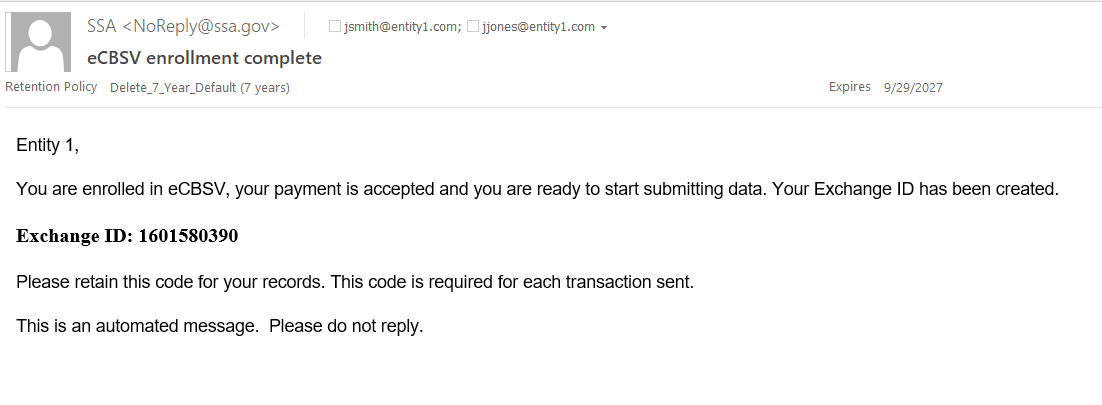 SSA <NoReply@ssa.gov> jsmith@entity1.com; jjones@entity1.com
eCBSV enrollment complete
Retention Policy Delete_7_Year_Default (7 years) Expires 9/29/2027
Entity 1,
You are enrolled in eCBSV, your payment is accepted and you are ready to start submitting data. Your Exchange ID has been created.
Exchange ID: 1601580390
Please retain this code for your records. This code is required for each transaction sent.
This is an automated message.  Please do not reply.